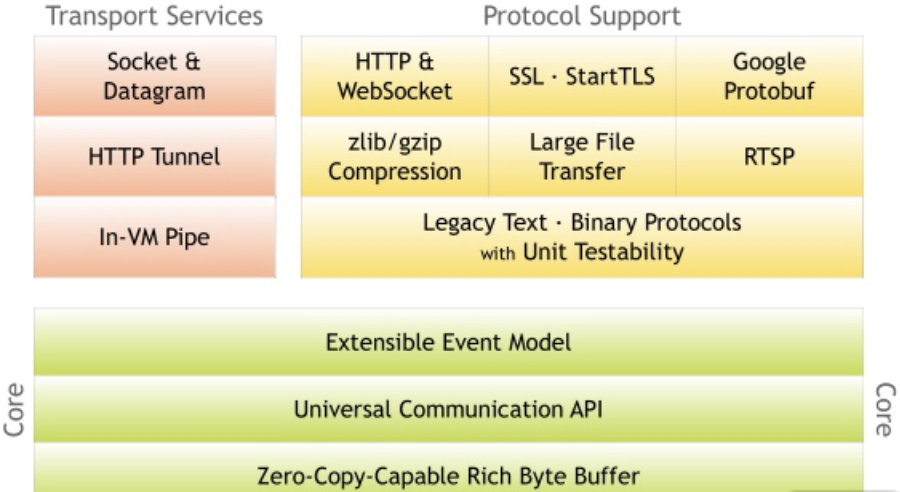 Transport Services
Socket &
Datagram
HTTP Tunnel
In-VM Pipe
Protocol Support
HTTP &
WebSocket
SSL · StartTLS
Google
Protobuf
zlib/gzip
Compression
Large File
Transfer
RTSP
Legacy Text · Binary Protocols
with Unit Testability
Core
Extensible Event Model
Universal Communication API
Zero-Copy-Capable Rich Byte Buffer
Core